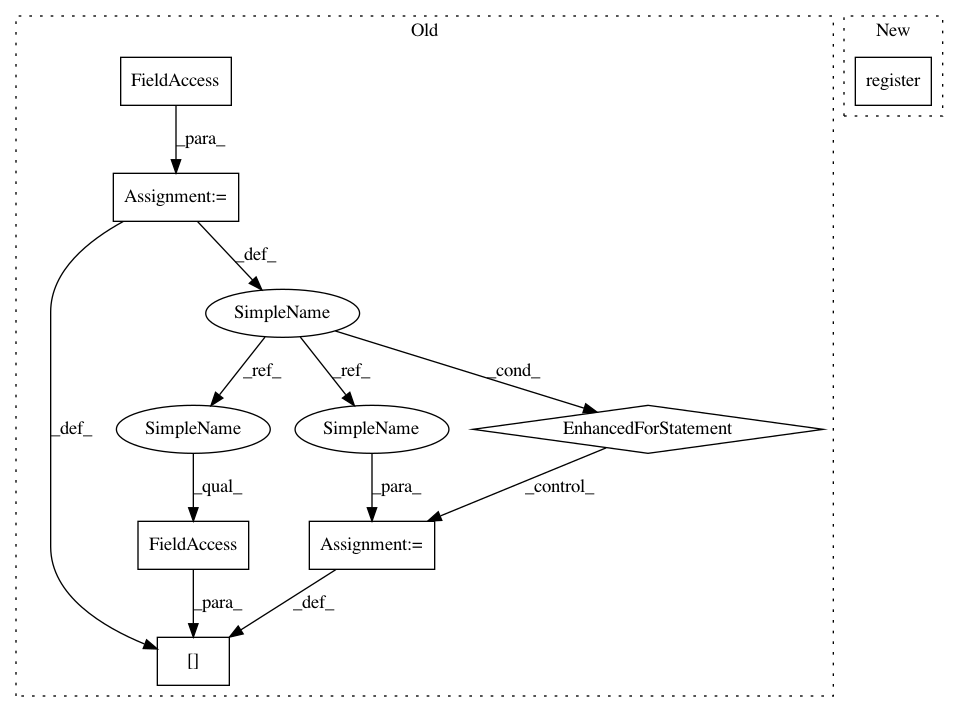 Old
New
FieldAccess
register
_para_
Assignment:=
_def_
SimpleName
_ref_
_ref_
_cond_
_def_
SimpleName
SimpleName
EnhancedForStatement
_qual_
_para_
_control_
FieldAccess
Assignment:=
_para_
_def_
[]